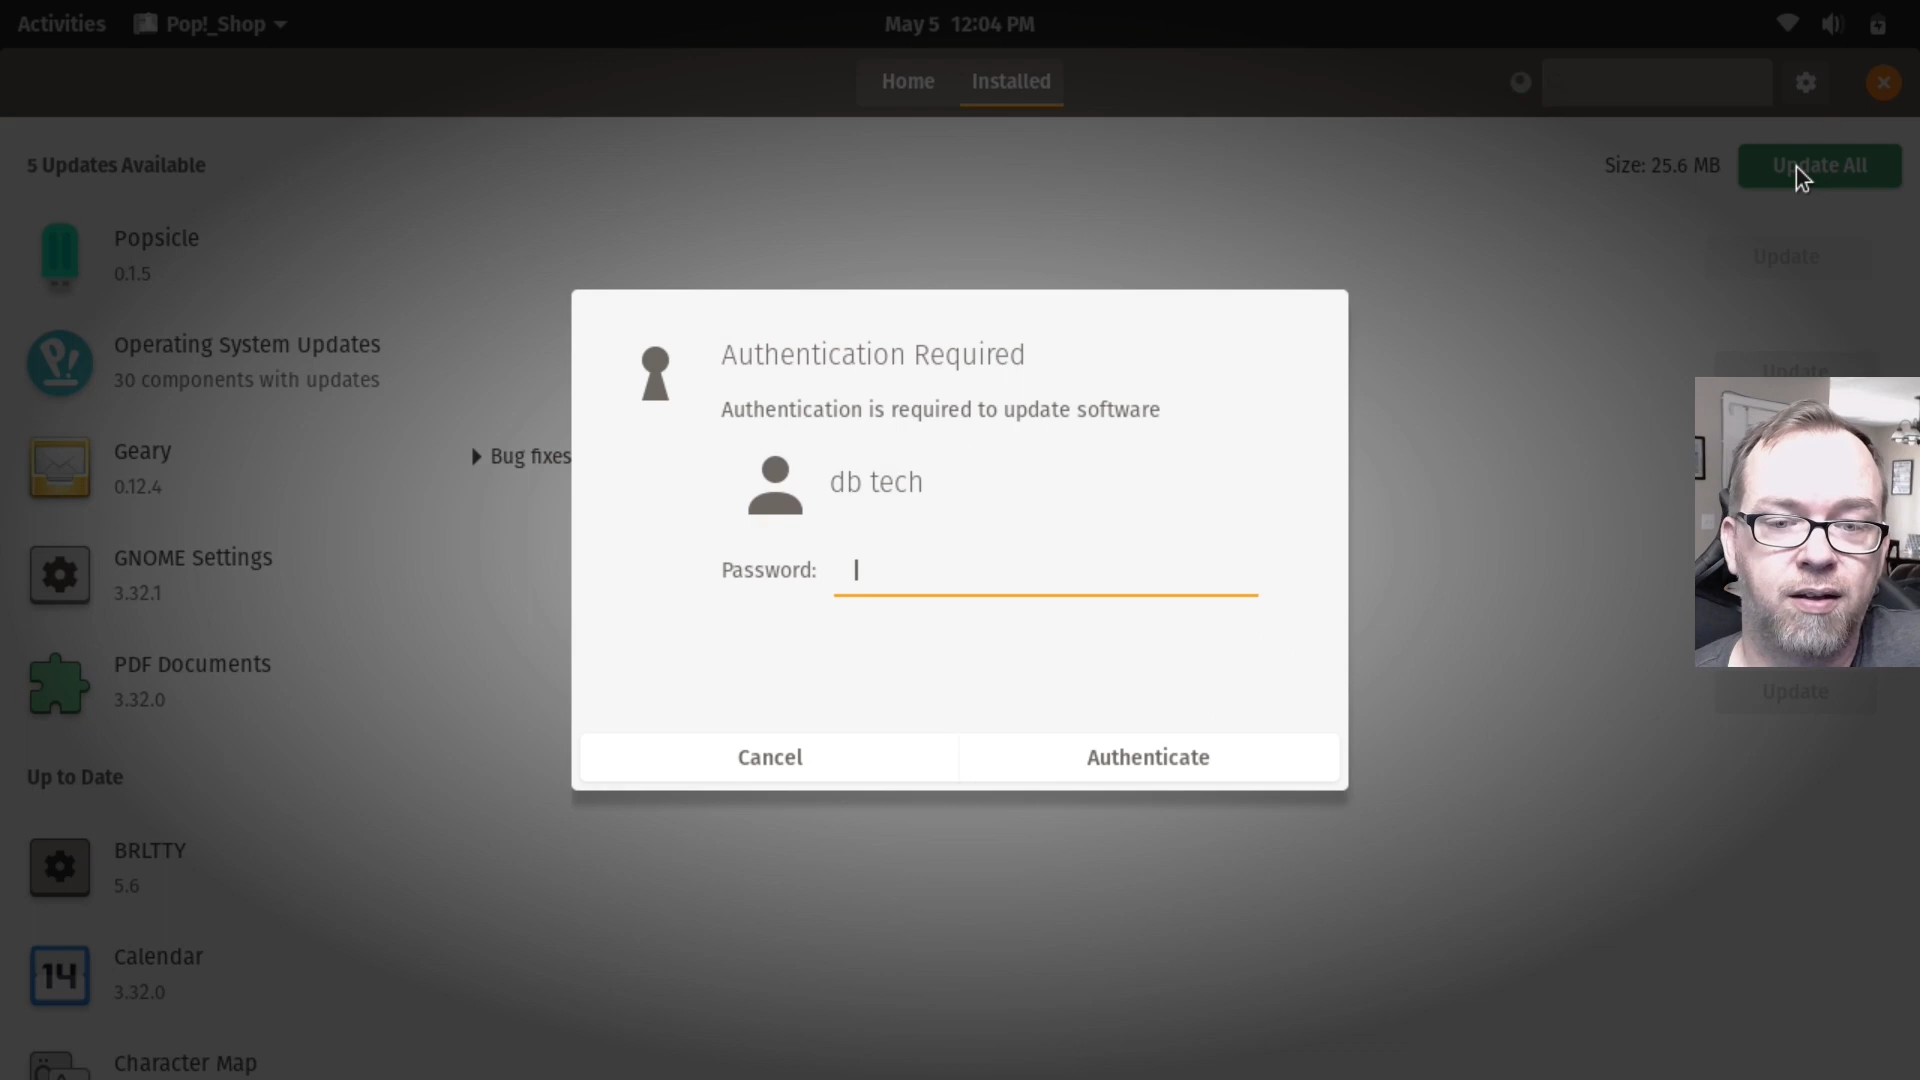 Activities
Pop!_Shop
May 5 12:04 PM
Home
Installed
5 Updates Available
Size: 25.6 MB
Update All
Popsicle
0.1.5
Update
Operating System Updates
30 components with updates
Update
Geary
0.12.4
Bug fixes
GNOME Settings
3.32.1
PDF Documents
3.32.0
Update
Authentication Required
Authentication is required to update software
db tech
Password:
Cancel
Authenticate
Up to Date
BRLTTY
5.6
14
Calendar
3.32.0
Character Map